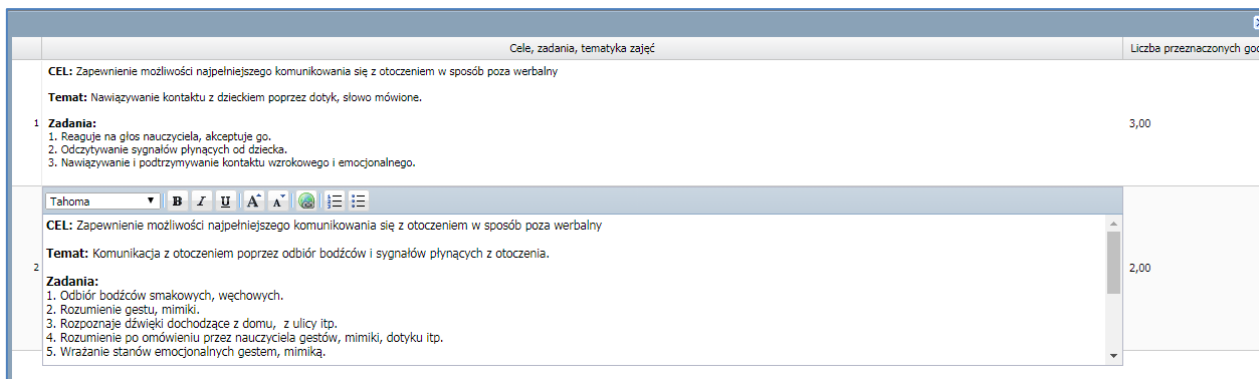 Cele, zadania, tematyka zajęć
Liczba przeznaczonych
CEL: Zapewnienie możliwości najpełniejszego komunikowania się z otoczeniem w sposób poza werbalny
Temat: Nawiązywanie kontaktu z dzieckiem poprzez dotyk, słowo mówione.
1 Zadania:
3,00
1. Reaguje na głos nauczyciela, akceptuje go.
2. Odczytywanie sygnałów płynących od dziecka.
3. Nawiązywanie i podtrzymywanie kontaktu wzrokowego i emocjonalnego.
Tahoma B I U A A
CEL: Zapewnienie możliwości najpełniejszego komunikowania się z otoczeniem w sposób poza werbalny
Temat: Komunikacja z otoczeniem poprzez odbiór bodźców i sygnałów płynących z otoczenia.
2
2,00
Zadania:
1. Odbiór bodźców smakowych, węchowych.
2. Rozumienie gestu, mimiki.
3. Rozpoznaje dźwięki dochodzące z domu, z ulicy itp.
4. Rozumienie po omówieniu przez nauczyciela gestów, mimiki, dotyku itp.
5. Wrażanie stanów emocjonalnych gestem, mimiką.